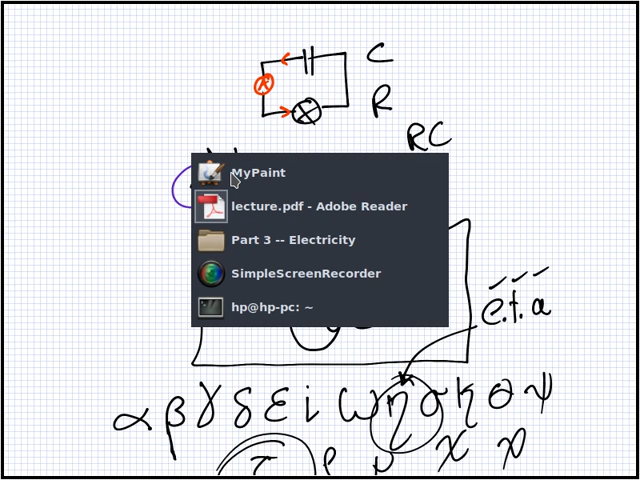 C
R
RC
MyPaint
lecture.pdf - Adobe Reader
Part 3 -- Electricity
SimpleScreenRecorder
hp@hp-pc: ~
e.t.a
α β γ δ ε i ω η σ η θ ψ
τ ρ